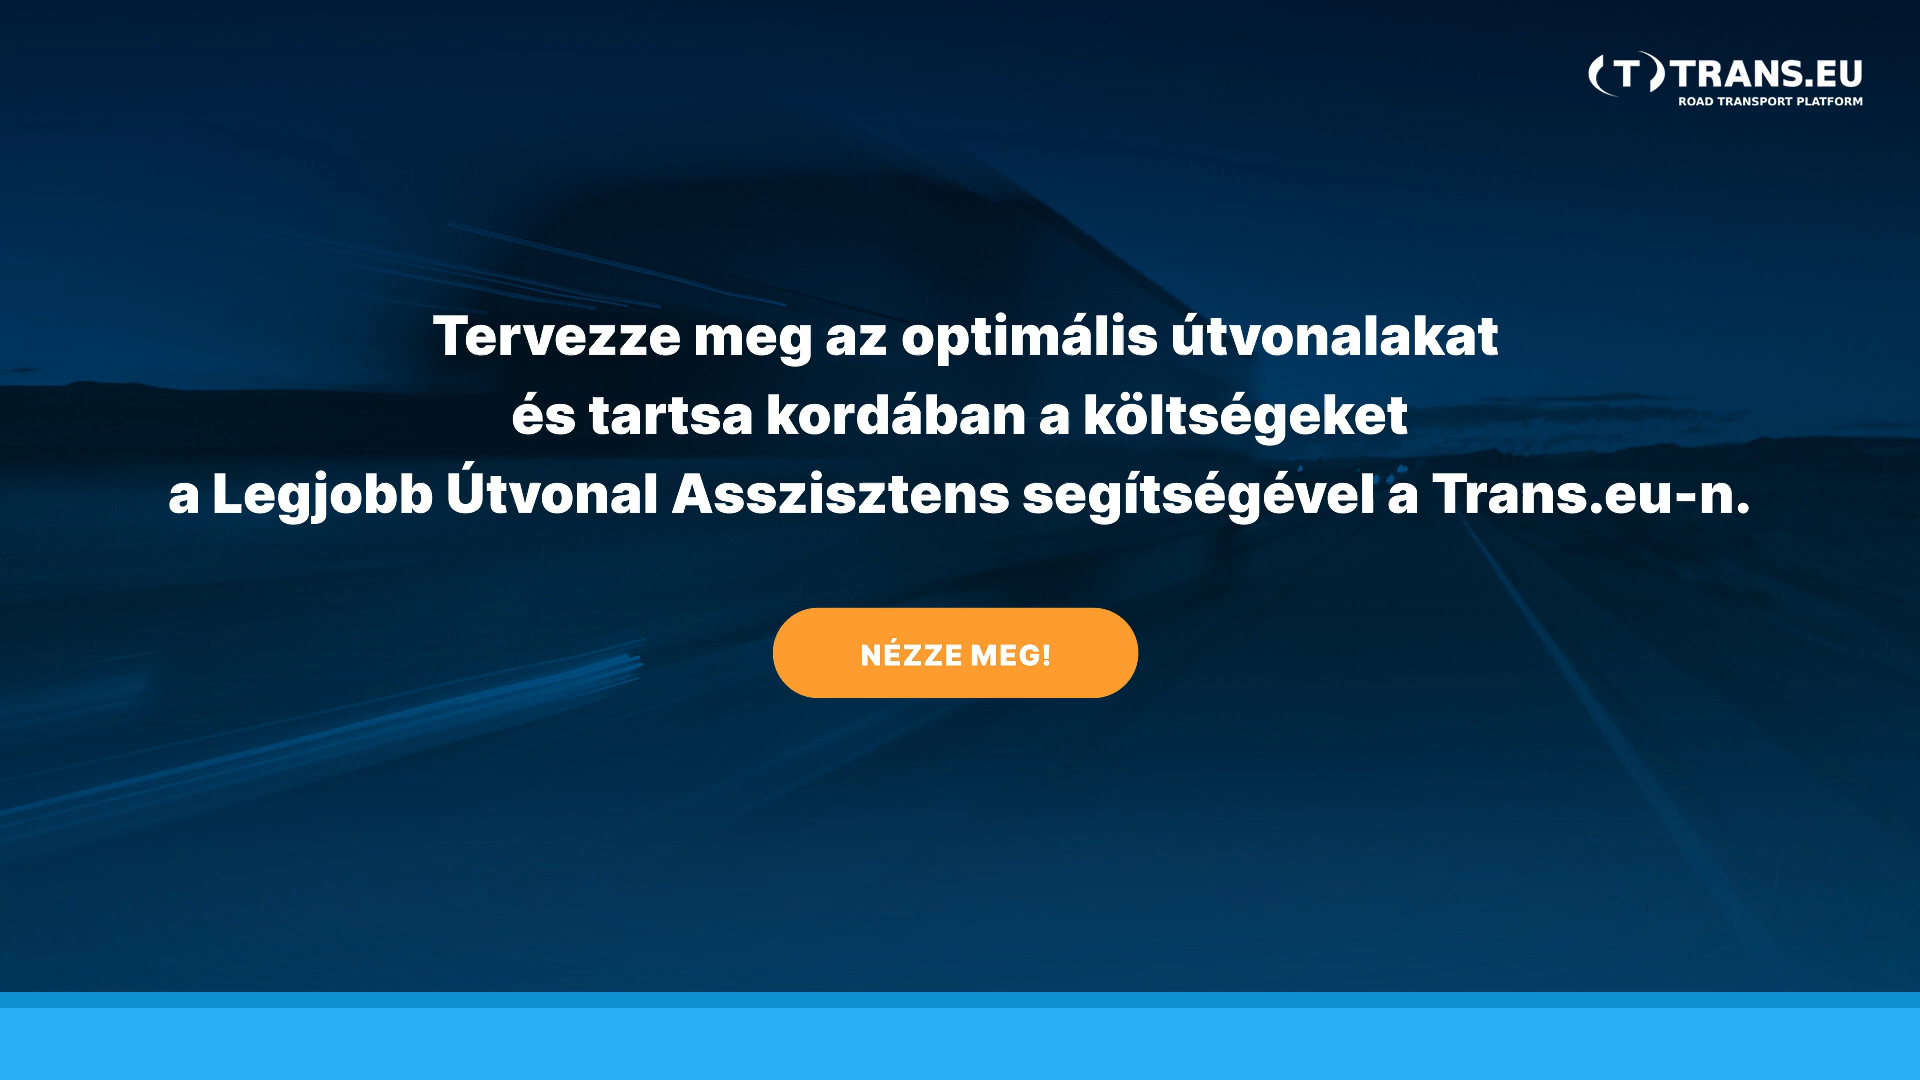 (T) TRANS.EU
ROAD TRANSPORT PLATFORM
Tervezze meg az optimális útvonalakat
és tartsa kordában a költségeket
a Legjobb Útvonal Asszisztens segítségével a Trans.eu-n.
NÉZZE MEG!